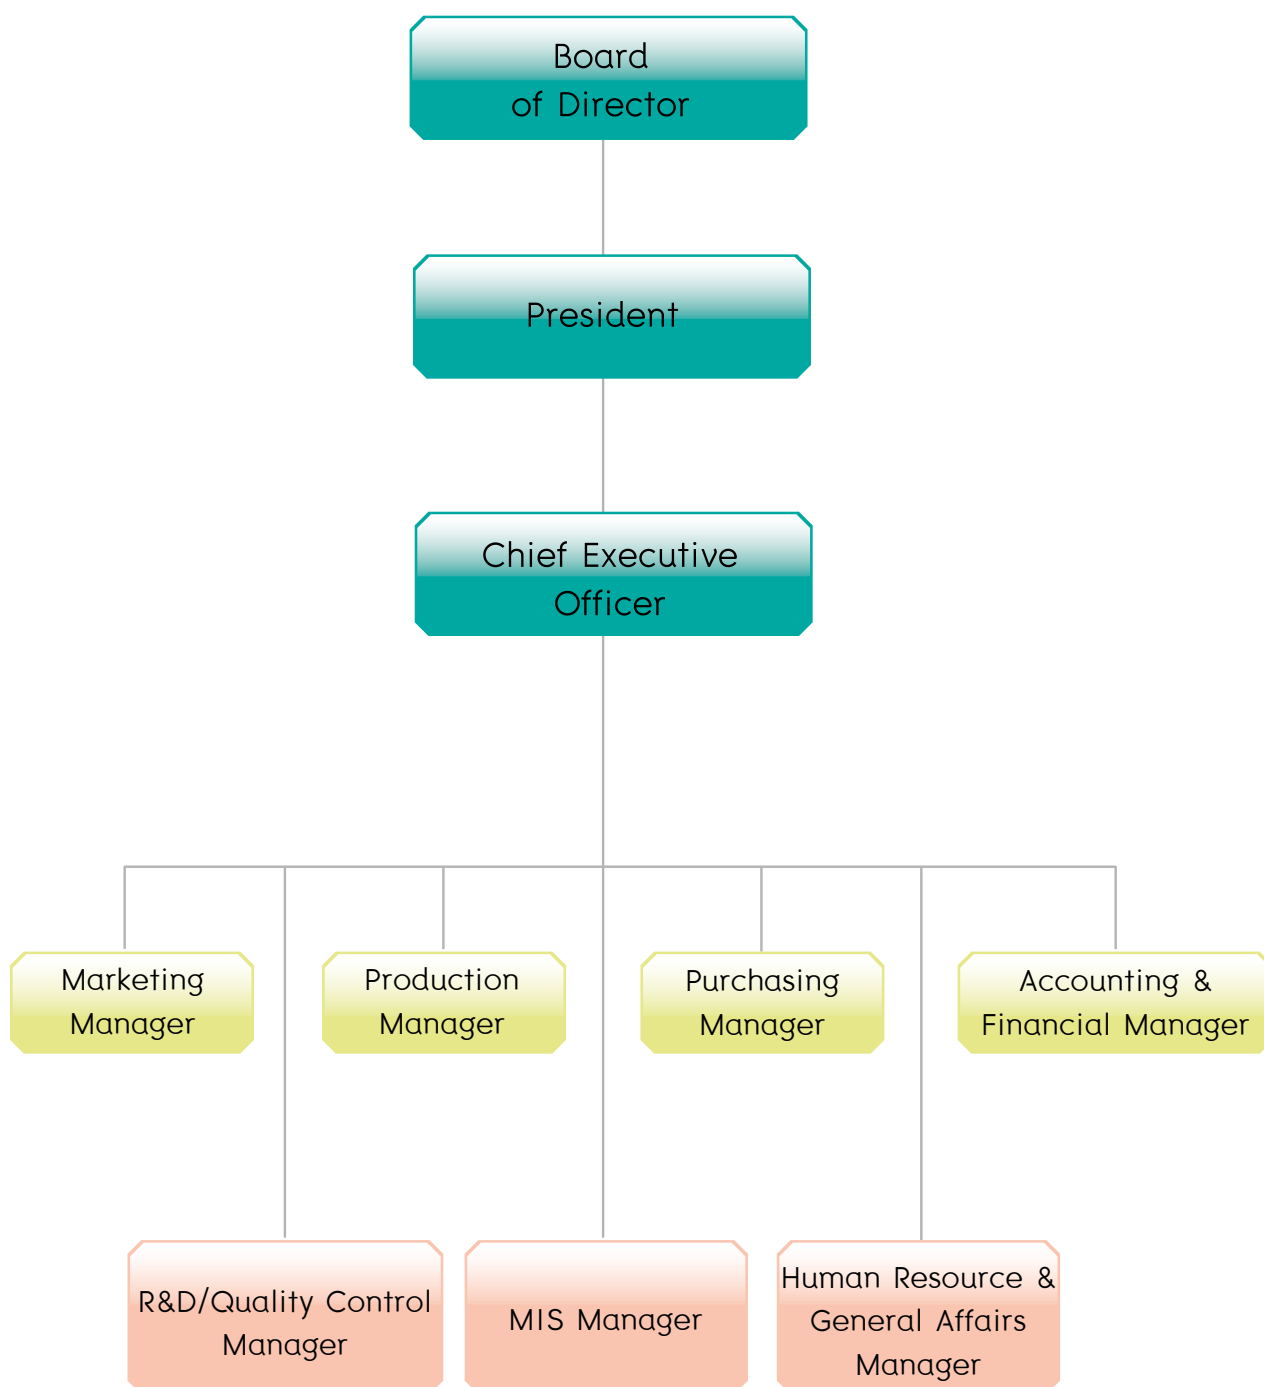 Board
of Director
President
Chief Executive
Officer
Marketing
Manager
Production
Manager
Purchasing
Manager
Accounting &
Financial Manager
R&D/Quality Control
Manager
MIS Manager
Human Resource &
General Affairs
Manager